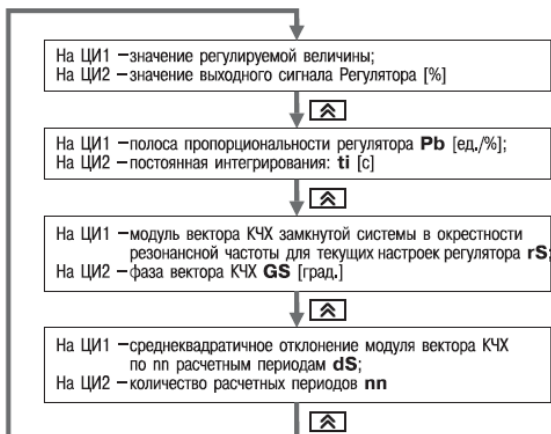 На ЦИ1 – значение регулируемой величины;
На ЦИ2 – значение выходного сигнала Регулятора [%]
На ЦИ1 – полоса пропорциональности регулятора Pb [ед./%];
На ЦИ2 – постоянная интегрирования: ti [с]
На ЦИ1 – модуль вектора КЧХ замкнутой системы в окрестности
резонансной частоты для текущих настроек регулятора rS;
На ЦИ2 – фаза вектора КЧХ GS [град.]
На ЦИ1 – среднеквадратичное отклонение модуля вектора КЧХ
по nn расчетным периодам dS;
На ЦИ2 – количество расчетных периодов nn